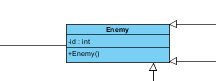 Enemy
-id : int
+Enemy()